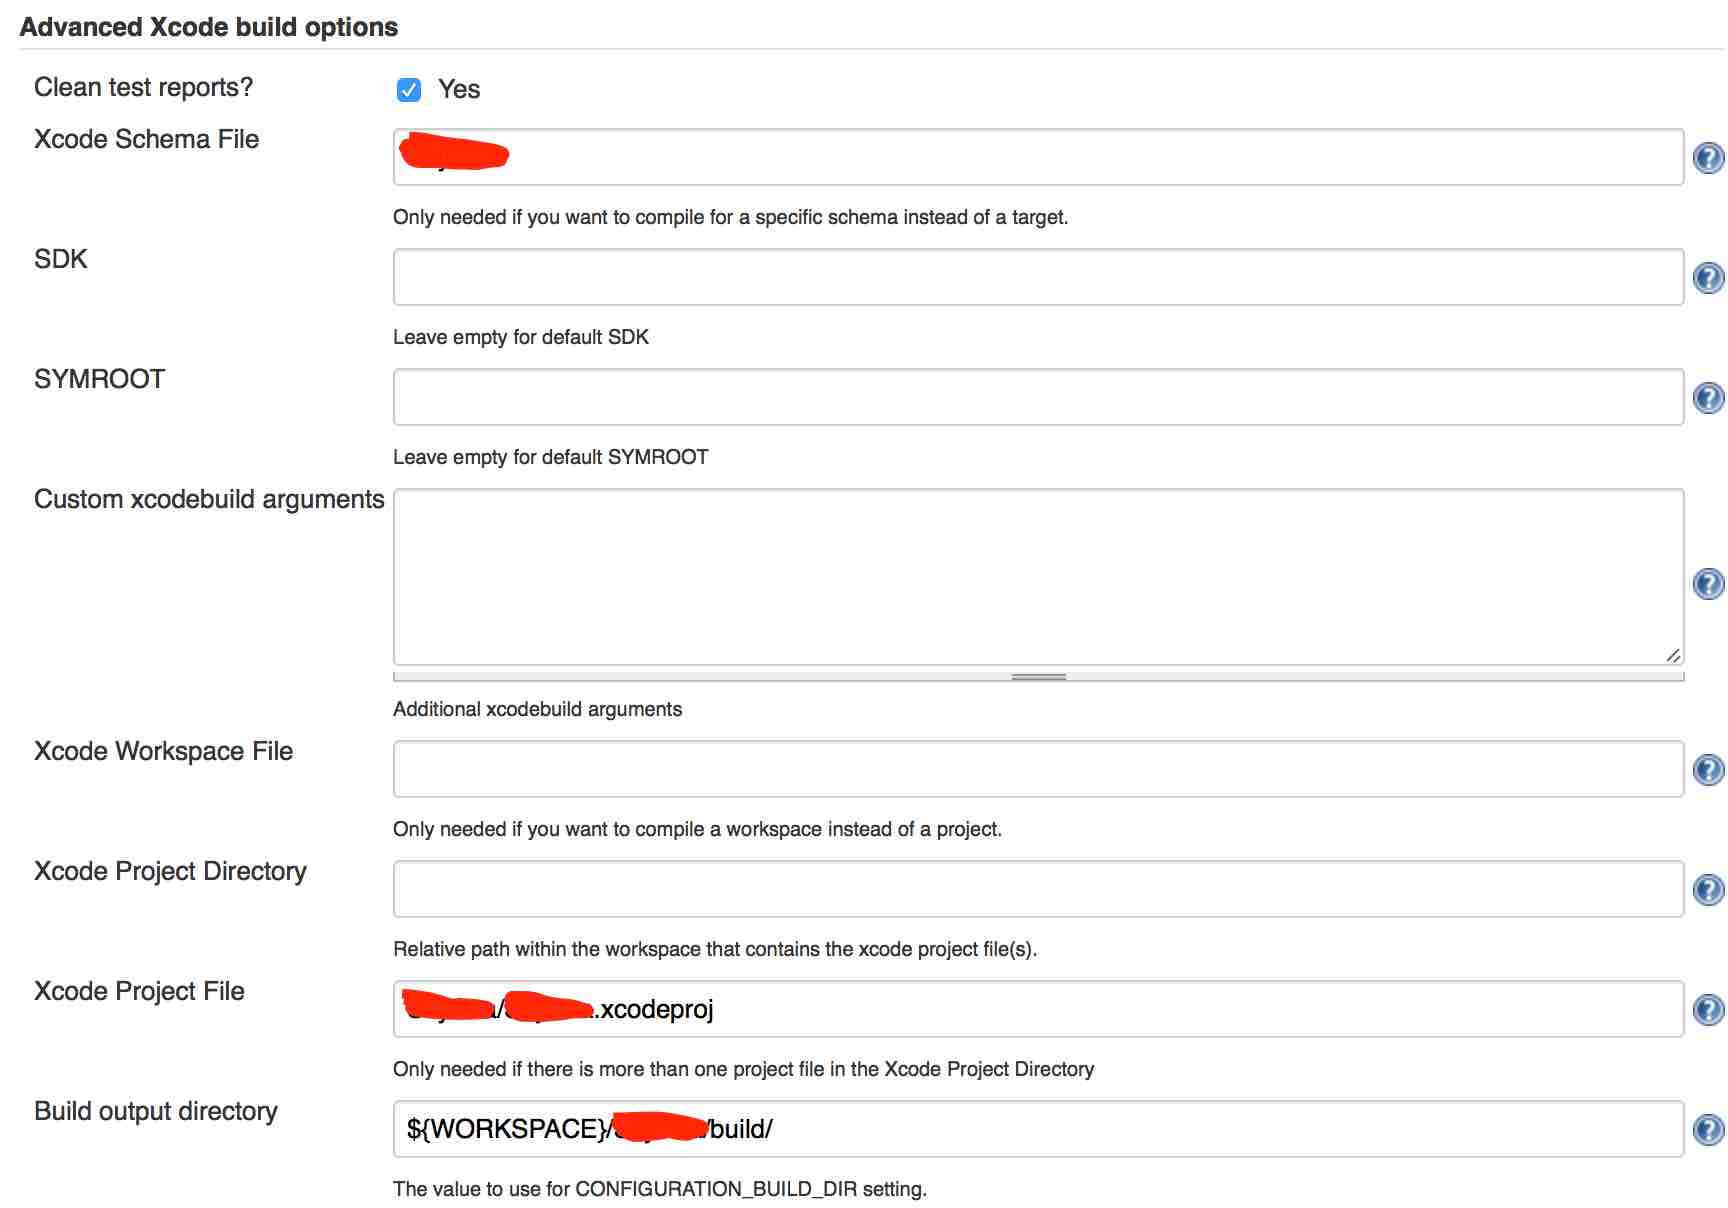 Advanced Xcode build options
Clean test reports? Yes
Xcode Schema File
Only needed if you want to compile for a specific schema instead of a target.
SDK
Leave empty for default SDK
SYMROOT
Leave empty for default SYMROOT
Custom xcodebuild arguments
Additional xcodebuild arguments
Xcode Workspace File
Only needed if you want to compile a workspace instead of a project.
Xcode Project Directory
Relative path within the workspace that contains the xcode project file(s).
Xcode Project File
/ .xcodeproj
Only needed if there is more than one project file in the Xcode Project Directory
Build output directory
${WORKSPACE}/ /build/
The value to use for CONFIGURATION_BUILD_DIR setting.